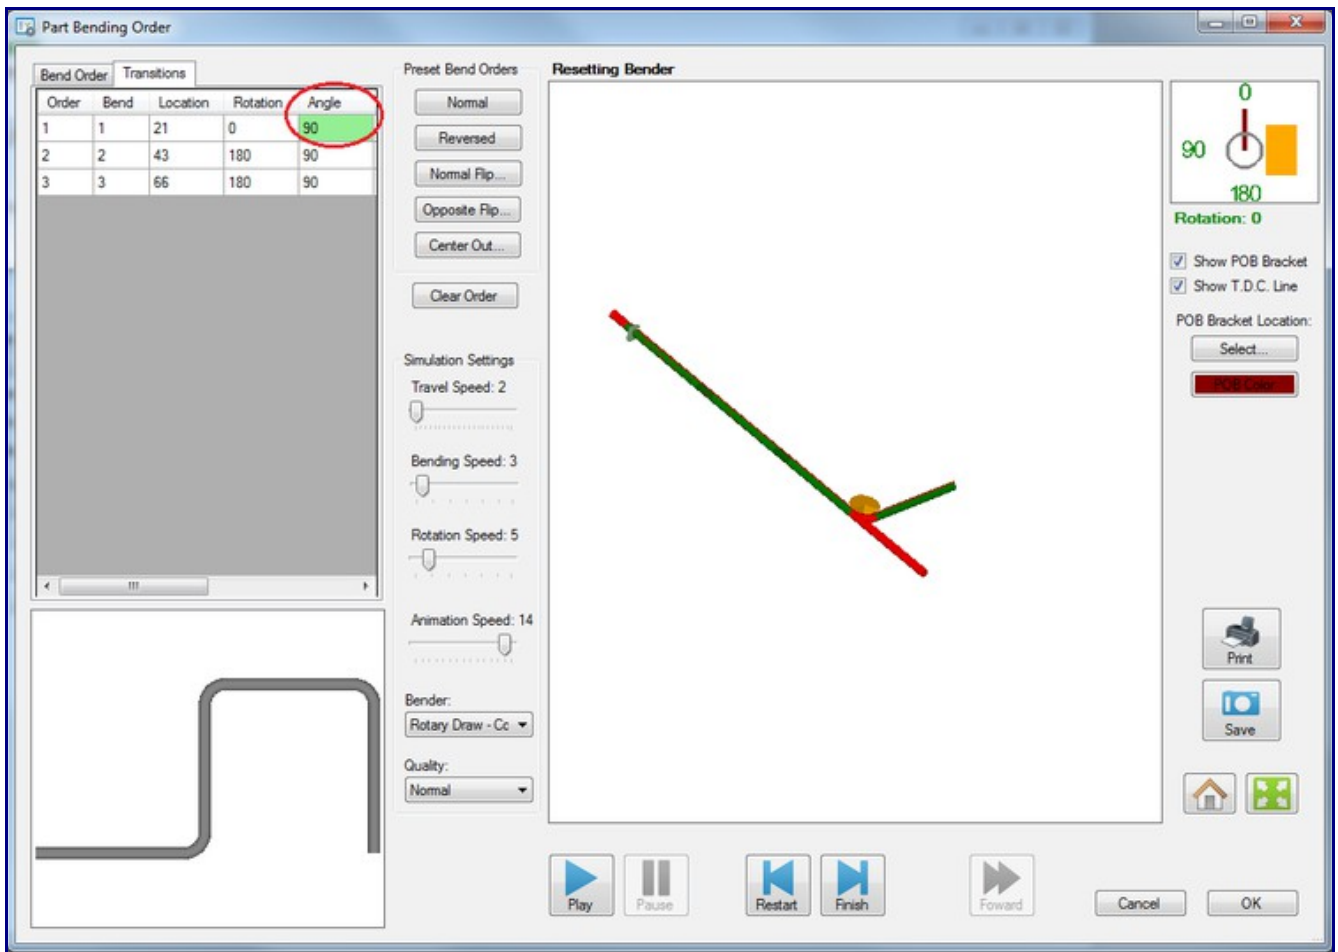 Part Bending Order
Bend Order Transitions
Order Bend Location Rotation Angle
1 1 21 0 90
2 2 43 180 90
3 3 66 180 90
Preset Bend Orders
Normal
Reversed
Normal Flip...
Opposite Flip...
Center Out...
Clear Order
Simulation Settings
Travel Speed: 2
Bending Speed: 3
Rotation Speed: 5
Animation Speed: 14
Bender:
Rotary Draw - Cc
Quality:
Normal
Resetting Bender
0
90
180
Rotation: 0
Show POB Bracket
Show T.D.C. Line
POB Bracket Location:
Select...
POB Color
Print
Save
Play Pause Restart Finish Foward
Cancel OK